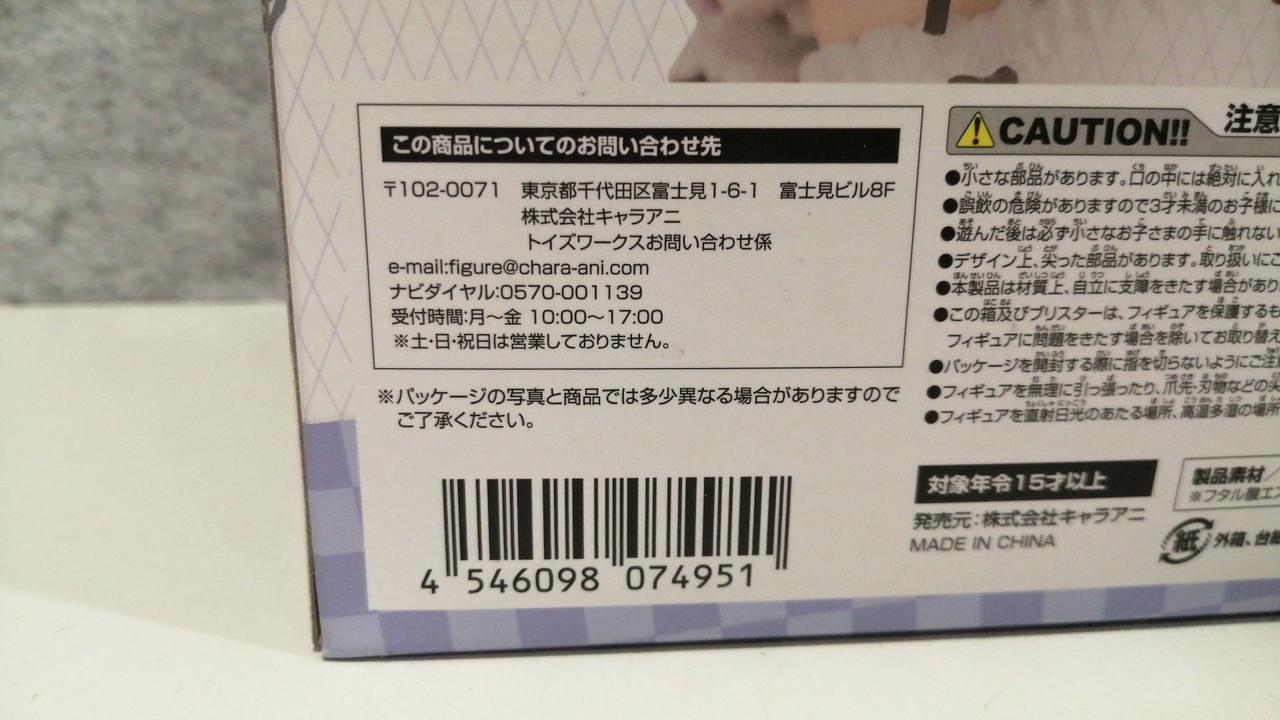 この商品についてのお問い合わせ先
〒102-0071 東京都千代田区富士見1-6-1 富士見ビル8F
株式会社キャラアニ
トイズワークスお問い合わせ係
e-mail:figure@chara-ani.com
ナビダイヤル:0570-001139
受付時間:月〜金 10:00〜17:00
※土・日・祝日は営業しておりません。
※パッケージの写真と商品では多少異なる場合がありますので
ご了承ください。
4 546098 074951
CAUTION!! 注意
●小さな部品があります。口の中には絶対に入れ
●誤飲の危険がありますので3才未満のお子様に
●遊んだ後は必ず小さなお子さまの手に触れない
●デザイン上、尖った部品があります。取り扱いにご
●本製品は材質上、自立に支障をきたす場合があり
●この箱及びブリスターは、フィギュアを保護するも
フィギュアに問題をきたす場合を除いてお取り替え
●パッケージを開封する際に指を切らないようにご注
●フィギュアを無理に引っ張ったり、爪先・刃物などの尖
●フィギュアを直射日光のあたる場所、高温多湿の場所
対象年令15才以上
発売元:株式会社キャラアニ
MADE IN CHINA
製品素材/
※フタル酸エス
紙 外箱、台紙